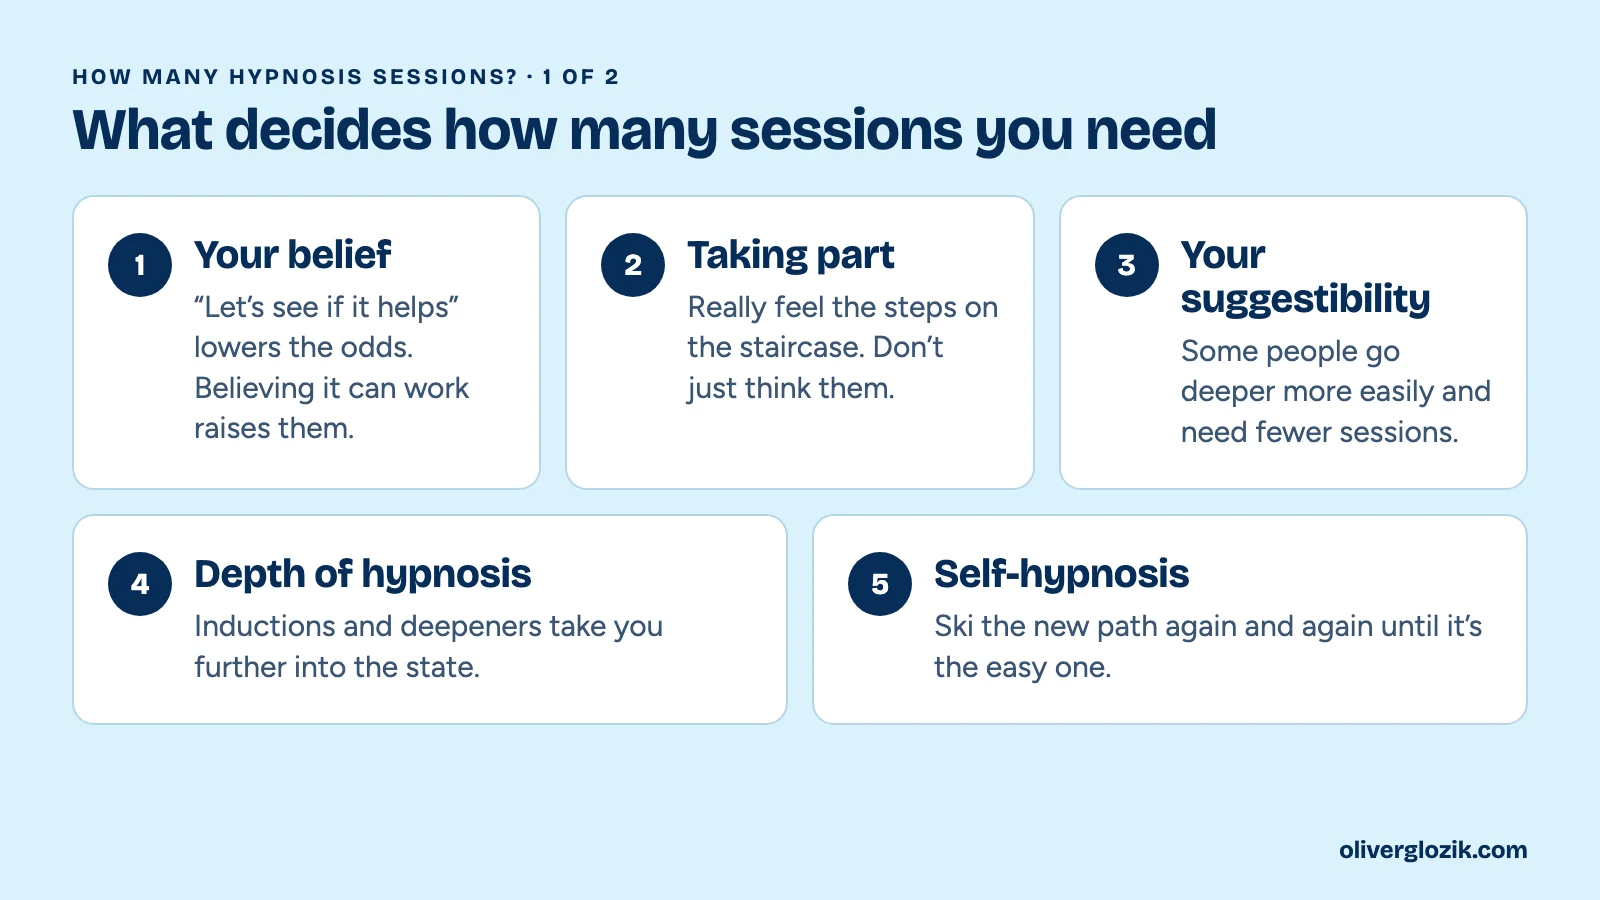 HOW MANY HYPNOSIS SESSIONS? · 1 OF 2
What decides how many sessions you need
1
Your belief
“Let’s see if it helps”
lowers the odds.
Believing it can work
raises them.
2
Taking part
Really feel the steps on
the staircase. Don’t
just think them.
3
Your
suggestibility
Some people go
deeper more easily and
need fewer sessions.
4
Depth of hypnosis
Inductions and deepeners take you
further into the state.
5
Self-hypnosis
Ski the new path again and again until it’s
the easy one.
oliverglozik.com